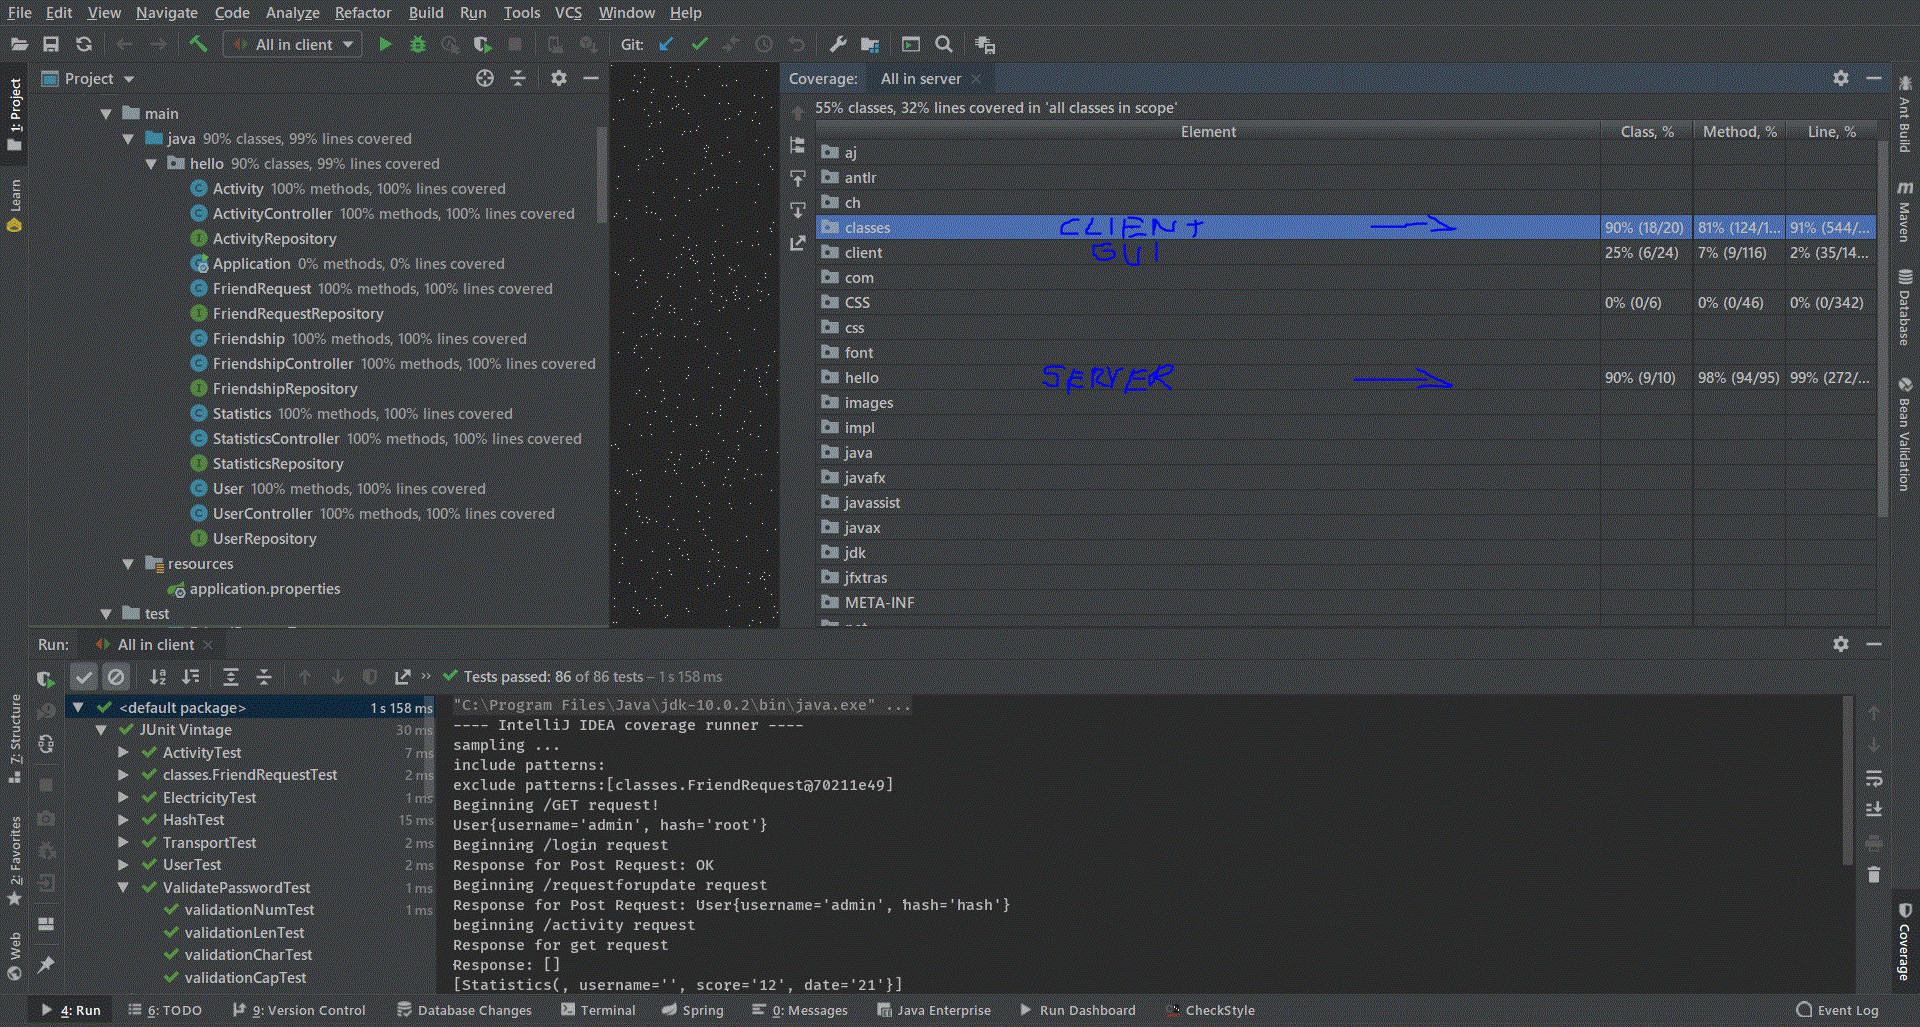 File Edit View Navigate Code Analyze Refactor Build Run Tools VCS Window Help
All in client Git:
1: Project
Learn
7: Structure
2: Favorites
Web
Project
main
java 90% classes, 99% lines covered
hello 90% classes, 99% lines covered
Activity 100% methods, 100% lines covered
ActivityController 100% methods, 100% lines covered
ActivityRepository
Application 0% methods, 0% lines covered
FriendRequest 100% methods, 100% lines covered
FriendRequestRepository
Friendship 100% methods, 100% lines covered
FriendshipController 100% methods, 100% lines covered
FriendshipRepository
Statistics 100% methods, 100% lines covered
StatisticsController 100% methods, 100% lines covered
StatisticsRepository
User 100% methods, 100% lines covered
UserController 100% methods, 100% lines covered
UserRepository
resources
application.properties
test
Coverage: All in server
55% classes, 32% lines covered in 'all classes in scope'
Element Class, % Method, % Line, %
aj
antlr
ch
classes CLIENT 90% (18/20) 81% (124/1... 91% (544/...
client GUI 25% (6/24) 7% (9/116) 2% (35/14...
com
CSS 0% (0/6) 0% (0/46) 0% (0/342)
css
font
hello SERVER 90% (9/10) 98% (94/95) 99% (272/...
images
impl
java
javafx
javassist
javax
jdk
jfxtras
META-INF
Ant Build
Maven
Database
Bean Validation
Coverage
Run: All in client
Tests passed: 86 of 86 tests – 1 s 158 ms
<default package> 1 s 158 ms
JUnit Vintage 30 ms
ActivityTest 7 ms
classes.FriendRequestTest 2 ms
ElectricityTest 1 ms
HashTest 15 ms
TransportTest 2 ms
UserTest 2 ms
ValidatePasswordTest 1 ms
validationNumTest 1 ms
validationLenTest
validationCharTest
validationCapTest
"C:\Program Files\Java\jdk-10.0.2\bin\java.exe" ...
---- IntelliJ IDEA coverage runner ----
sampling ...
include patterns:
exclude patterns:[classes.FriendRequest@70211e49]
Beginning /GET request!
User{username='admin', hash='root'}
Beginning /login request
Response for Post Request: OK
Beginning /requestforupdate request
Response for Post Request: User{username='admin', hash='hash'}
beginning /activity request
Response for get request
Response: []
[Statistics(, username='', score='12', date='21'}]
4: Run 6: TODO 9: Version Control Database Changes Terminal Spring 0: Messages Java Enterprise Run Dashboard CheckStyle Event Log